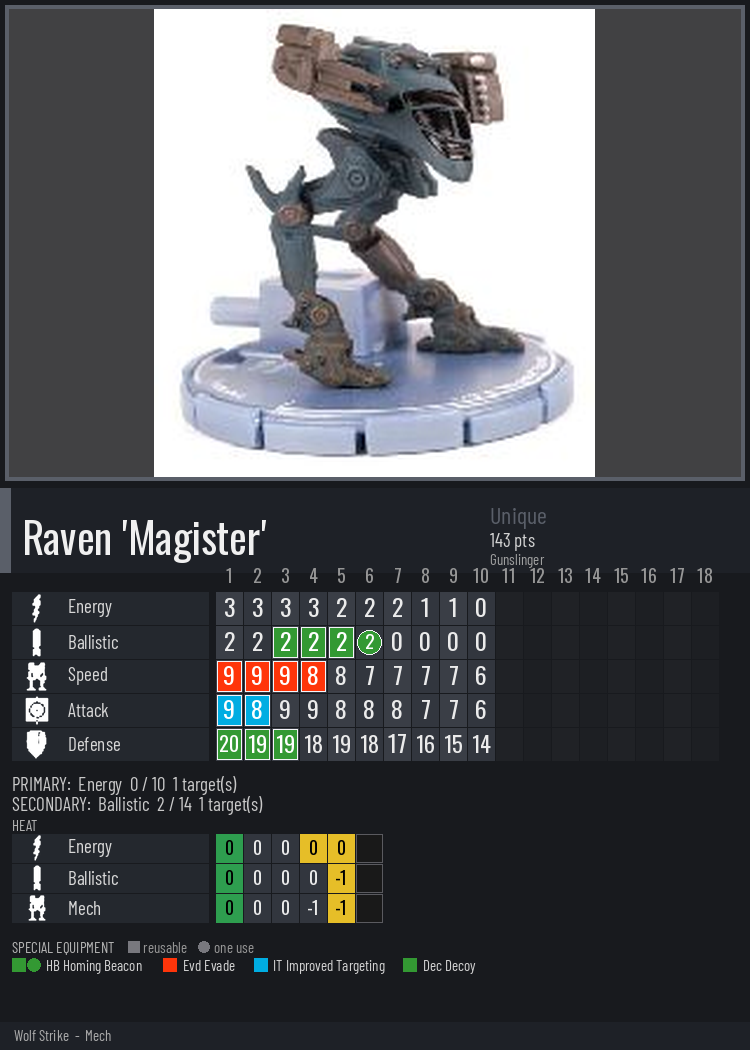 Raven 'Magister'
Unique
143 pts
Gunslinger
1 2 3 4 5 6 7 8 9 10 11 12 13 14 15 16 17 18
Energy 3 3 3 3 2 2 2 1 1 0
Ballistic 2 2 2 2 2 2 0 0 0 0
Speed 9 9 9 8 8 7 7 7 7 6
Attack 9 8 9 9 8 8 8 7 7 6
Defense 20 19 19 18 19 18 17 16 15 14
PRIMARY: Energy 0 / 10 1 target(s)
SECONDARY: Ballistic 2 / 14 1 target(s)
HEAT
Energy 0 0 0 0 0
Ballistic 0 0 0 0 -1
Mech 0 0 0 -1 -1
SPECIAL EQUIPMENT reusable one use
HB Homing Beacon Evd Evade IT Improved Targeting Dec Decoy
Wolf Strike - Mech